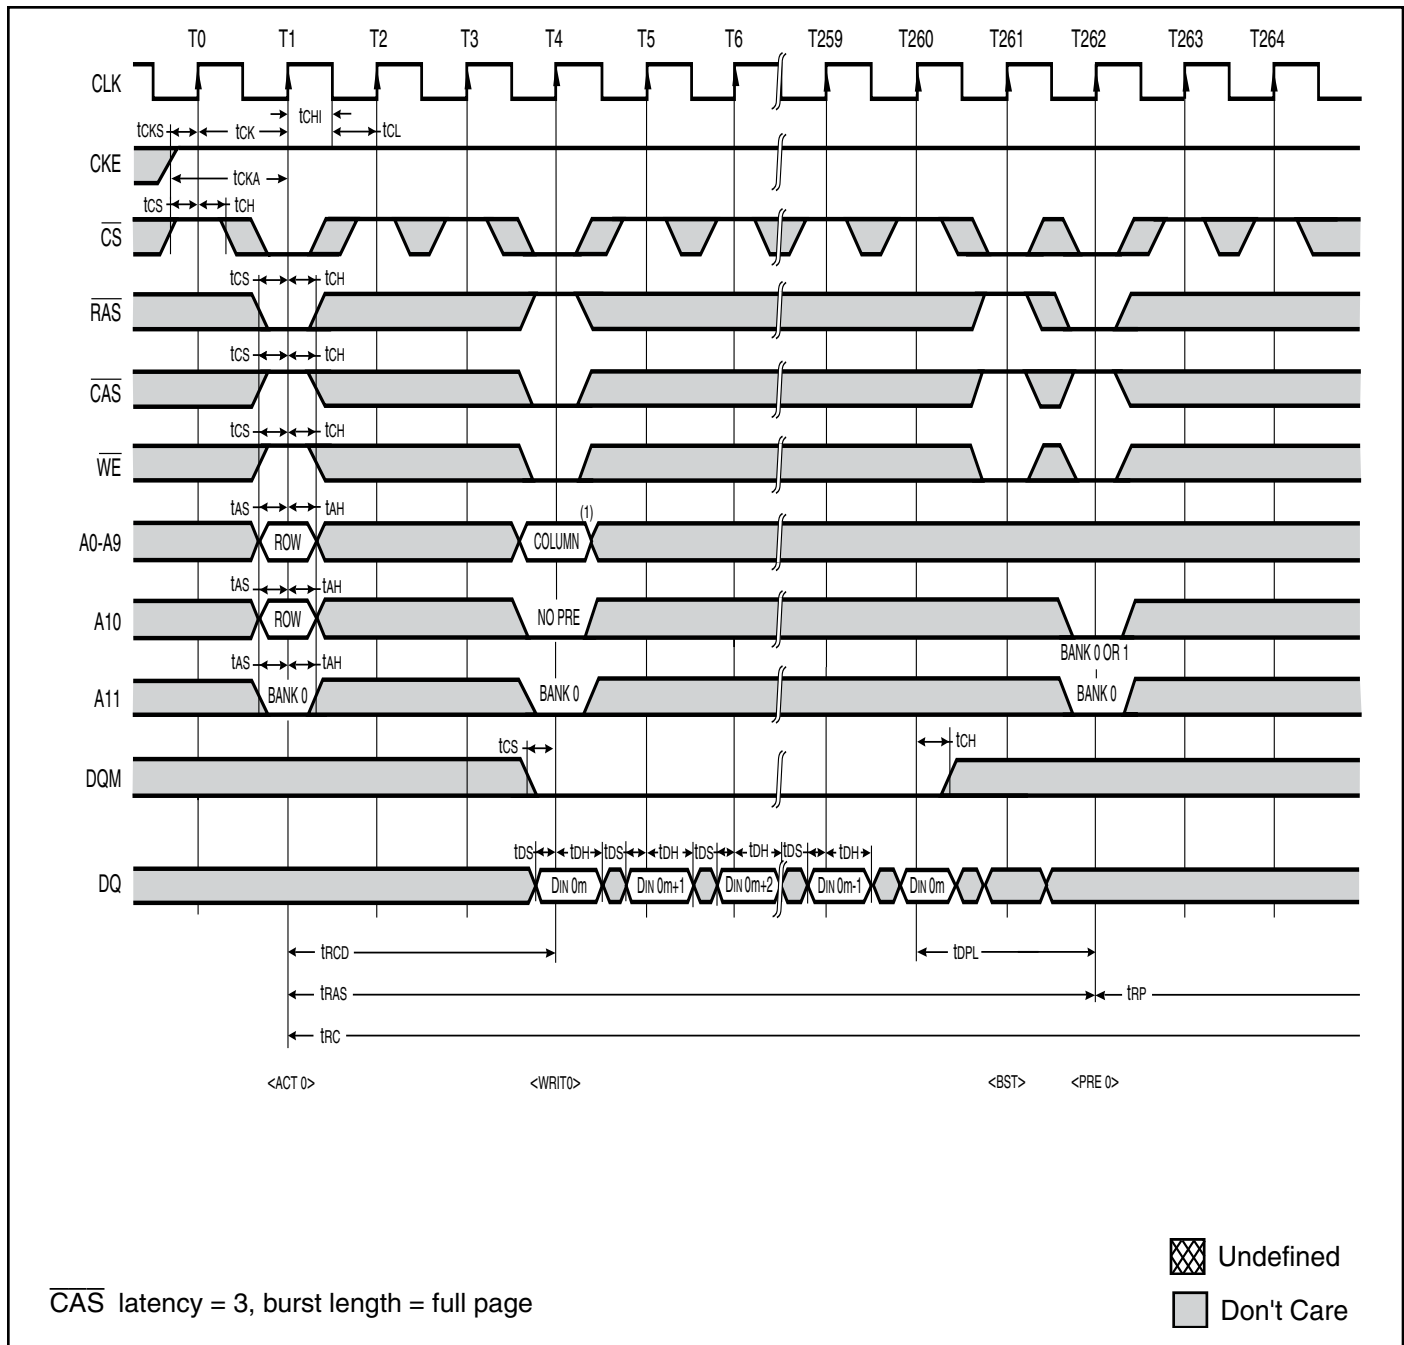 T0 T1 T2 T3 T4 T5 T6 T259 T260 T261 T262 T263 T264
CLK
tCHI
tCKS tCK tCL
CKE
tCKA
tCS tCH
CS
tCS tCH
RAS
tCS tCH
CAS
tCS tCH
WE
tAS tAH (1)
A0-A9 ROW COLUMN
tAS tAH
A10 ROW NO PRE
BANK 0 OR 1
tAS tAH
A11 BANK 0 BANK 0 BANK 0
tCS tCH
DQM
tDS tDH tDS tDH tDS tDH tDS tDH
DQ DIN 0m DIN 0m+1 DIN 0m+2 DIN 0m-1 DIN 0m
tRCD tDPL
tRAS tRP
tRC
<ACT 0> <WRIT0> <BST> <PRE 0>
Undefined
CAS latency = 3, burst length = full page
Don't Care